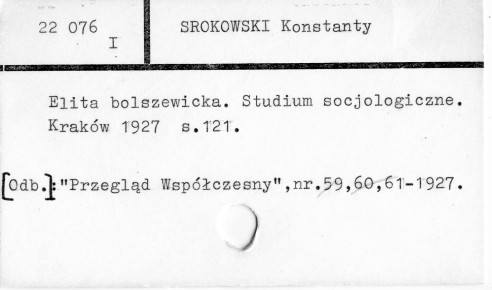 22 076
I
SROKOWSKI Konstanty
Elita bolszewicka. Studium socjologiczne.
Kraków 1927 s.121.
[Odb.]:"Przegląd Współczesny",nr.59,60,61-1927.